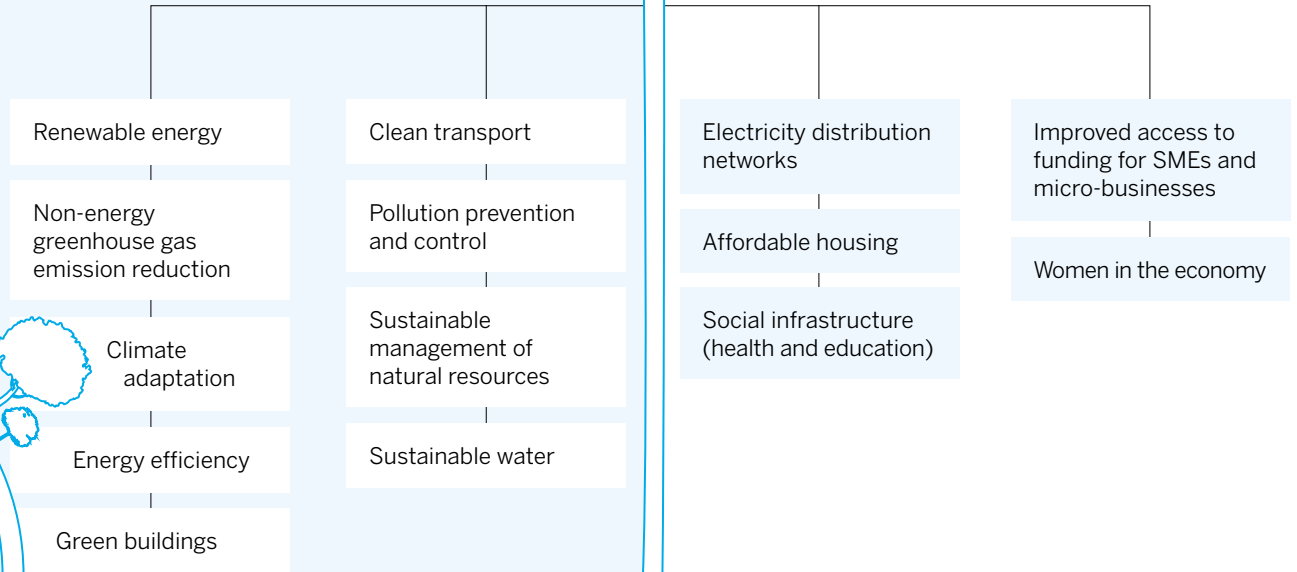 Renewable energy
Non-energy
greenhouse gas
emission reduction
Climate
adaptation
Energy efficiency
Green buildings
Clean transport
Pollution prevention
and control
Sustainable
management of
natural resources
Sustainable water
Electricity distribution
networks
Affordable housing
Social infrastructure
(health and education)
Improved access to
funding for SMEs and
micro-businesses
Women in the economy